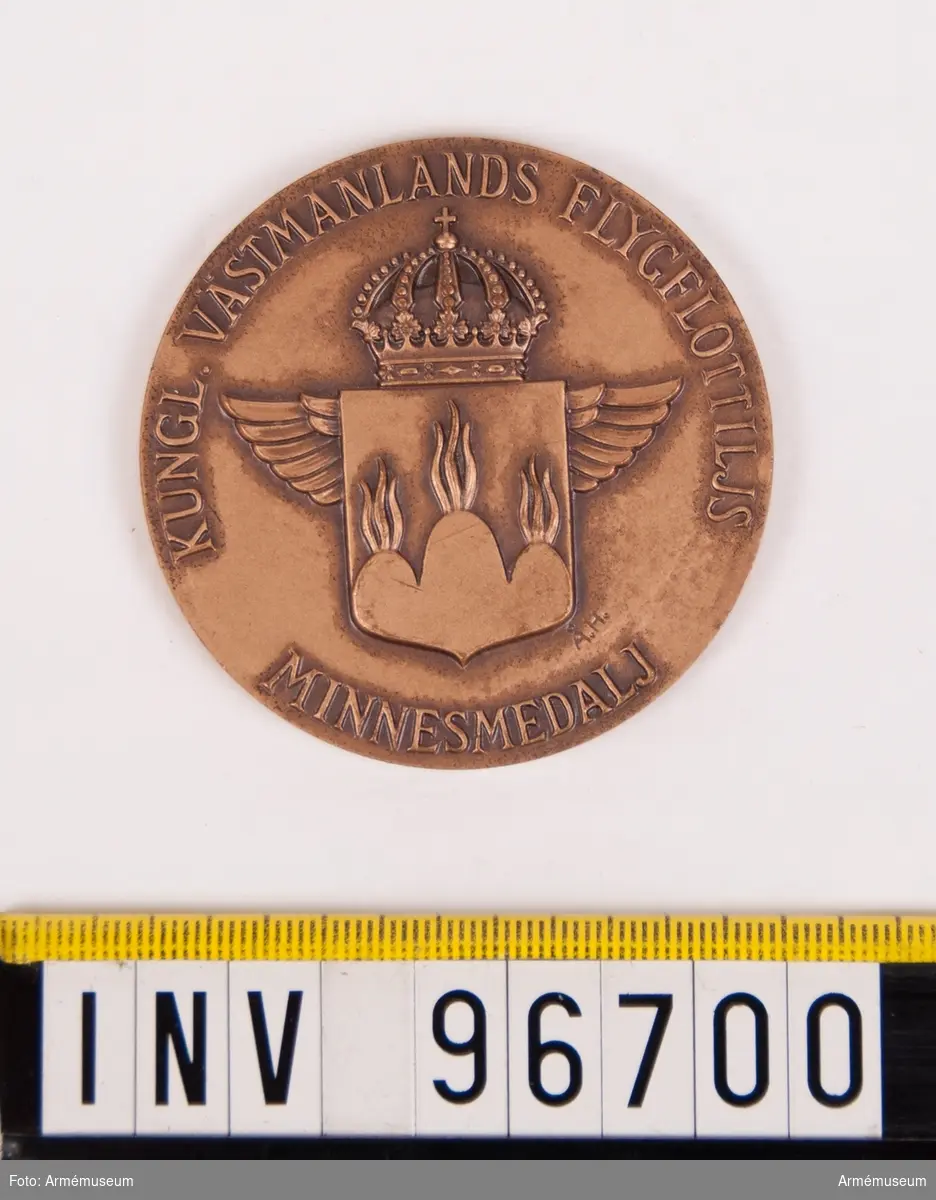 KUNGL. VÄSTMANLANDS FLYGFLOTTILJS
Å.H.
MINNESMEDALJ
INV 96700
Foto: Armémuseum
Armémuseum